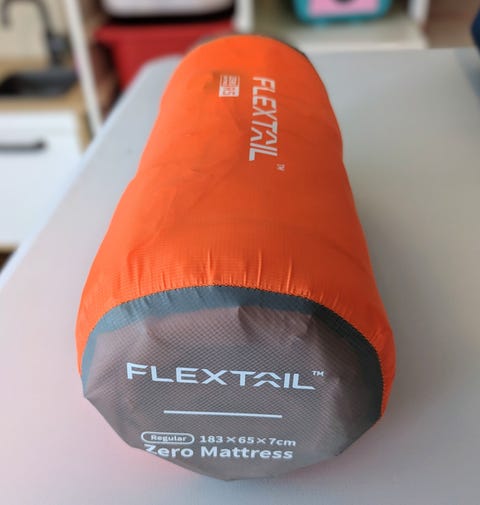 FLEXTAIL™
FLEXTAIL™
Regular 183×65×7cm
Zero Mattress